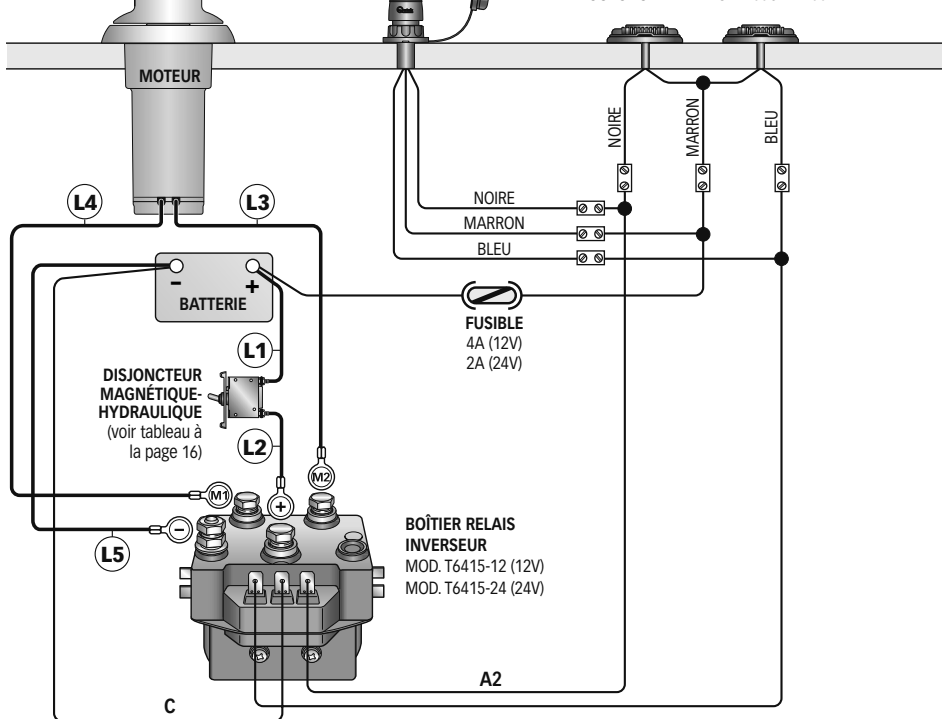 MOTEUR
NOIRE
MARRON
BLEU
L4
L3
NOIRE
MARRON
BLEU
-
+
BATTERIE
FUSIBLE
4A (12V)
2A (24V)
L1
DISJONCTEUR
MAGNÉTIQUE-
HYDRAULIQUE
(voir tableau à
la page 16)
L2
M1
M2
+
-
L5
BOÎTIER RELAIS
INVERSEUR
MOD. T6415-12 (12V)
MOD. T6415-24 (24V)
A2
C